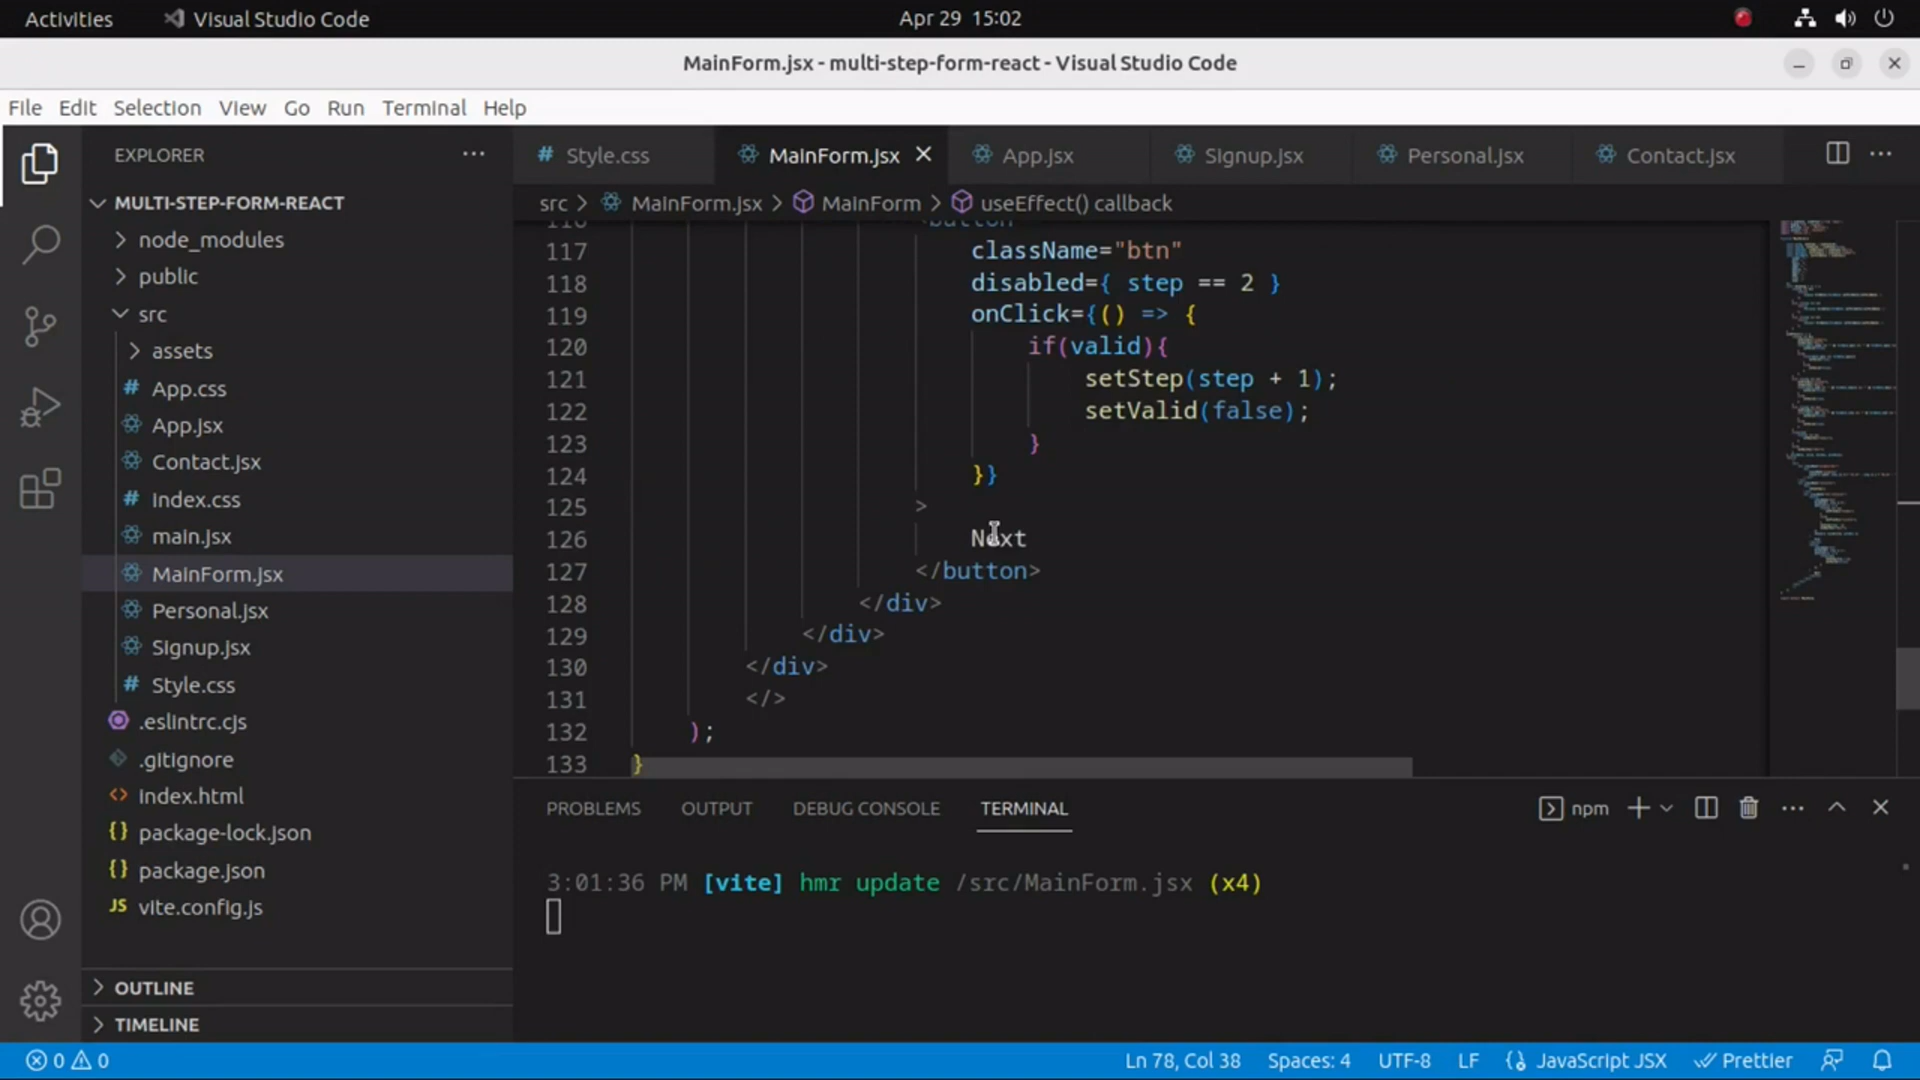 Activities Visual Studio Code Apr 29 15:02
MainForm.jsx - multi-step-form-react - Visual Studio Code
File Edit Selection View Go Run Terminal Help
EXPLORER
MULTI-STEP-FORM-REACT
node_modules
public
src
assets
# App.css
App.jsx
Contact.jsx
# index.css
main.jsx
MainForm.jsx
Personal.jsx
Signup.jsx
# Style.css
.eslintrc.cjs
.gitignore
<> index.html
{} package-lock.json
{} package.json
JS vite.config.js
OUTLINE
TIMELINE
# Style.css MainForm.jsx App.jsx Signup.jsx Personal.jsx Contact.jsx
src > MainForm.jsx > MainForm > useEffect() callback
116 <button
117 className="btn"
118 disabled={ step == 2 }
119 onClick={() => {
120 if(valid){
121 setStep(step + 1);
122 setValid(false);
123 }
124 }}
125 >
126 Next
127 </button>
128 </div>
129 </div>
130 </div>
131 </>
132 );
133 }
PROBLEMS OUTPUT DEBUG CONSOLE TERMINAL npm
3:01:36 PM [vite] hmr update /src/MainForm.jsx (x4)
0 0 Ln 78, Col 38 Spaces: 4 UTF-8 LF {} JavaScript JSX Prettier